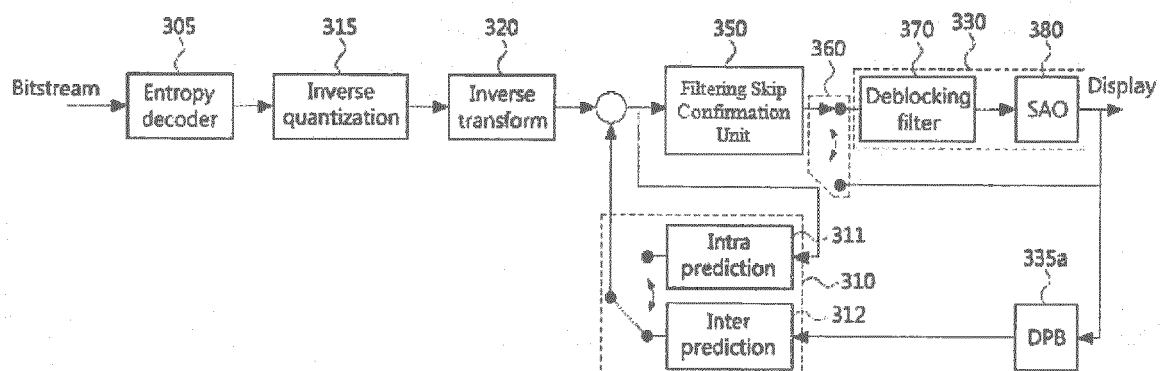 305
315
320
350
360
370
330
380
Bitstream
Entropy
decoder
Inverse
quantization
Inverse
transform
Filtering Skip
Confirmation
Unit
Deblocking
filter
SAO
Display
Intra
prediction
311
310
Inter
prediction
312
335a
DPB